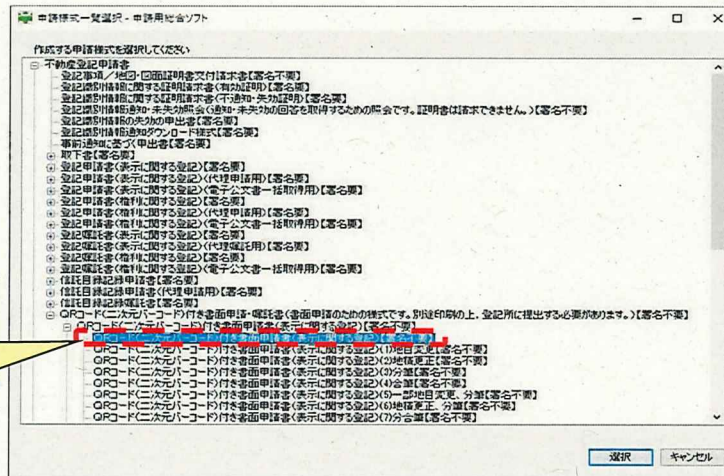 申請様式一覧選択 - 申請用総合ソフト
作成する申請様式を選択してください
不動産登記申請書
登記事項/地図・図面証明書交付請求書【署名不要】
登記識別情報に関する証明請求書(有効証明)【署名要】
登記識別情報に関する証明請求書(不通知・失効証明)【署名要】
登記識別情報通知・未失効照会(通知・未失効の回答を取得するための照会です。証明書は請求できません。)【署名不要】
登記識別情報の失効の申出書【署名要】
登記識別情報通知ダウンロード様式【署名要】
事前通知に基づく申出書【署名要】
取下書【署名要】
登記申請書(表示に関する登記)【署名要】
登記申請書(表示に関する登記)(代理申請用)【署名要】
登記申請書(表示に関する登記)(電子公文書一括取得用)【署名要】
登記申請書(権利に関する登記)【署名要】
登記申請書(権利に関する登記)(代理申請用)【署名要】
登記申請書(権利に関する登記)(電子公文書一括取得用)【署名要】
登記嘱託書(表示に関する登記)【署名要】
登記嘱託書(表示に関する登記)(代理嘱託用)【署名要】
登記嘱託書(権利に関する登記)【署名要】
登記嘱託書(権利に関する登記)(電子公文書一括取得用)【署名要】
信託目録記録申請書【署名要】
信託目録記録申請書(代理申請用)【署名要】
信託目録記録嘱託書【署名要】
QRコード(二次元バーコード)付き書面申請・嘱託書(書面申請のための様式です。別途印刷の上、登記所に提出する必要があります。)【署名不要】
QRコード(二次元バーコード)付き書面申請書(表示に関する登記)【署名不要】
QRコード(二次元バーコード)付き書面申請書(表示に関する登記)【署名不要】
QRコード(二次元バーコード)付き書面申請書(表示に関する登記)(1)地目変更【署名不要】
QRコード(二次元バーコード)付き書面申請書(表示に関する登記)(2)地積更正【署名不要】
QRコード(二次元バーコード)付き書面申請書(表示に関する登記)(3)分筆【署名不要】
QRコード(二次元バーコード)付き書面申請書(表示に関する登記)(4)合筆【署名不要】
QRコード(二次元バーコード)付き書面申請書(表示に関する登記)(5)一部地目変更、分筆【署名不要】
QRコード(二次元バーコード)付き書面申請書(表示に関する登記)(6)地積更正、分筆【署名不要】
QRコード(二次元バーコード)付き書面申請書(表示に関する登記)(7)分合筆【署名不要】
選択
キャンセル